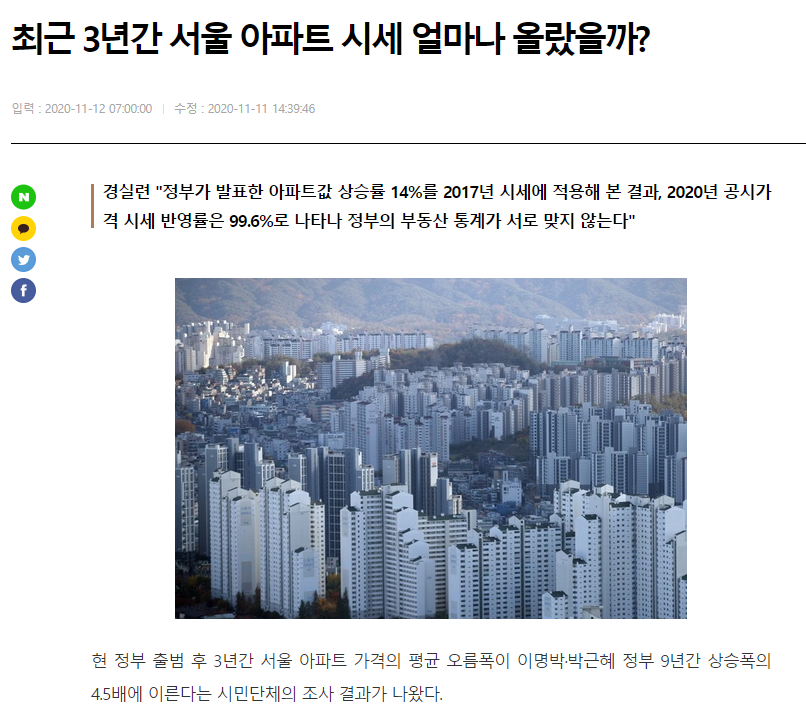 최근 3년간 서울 아파트 시세 얼마나 올랐을까?
입력 : 2020-11-12 07:00:00 | 수정 : 2020-11-11 14:39:46
경실련 "정부가 발표한 아파트값 상승률 14%를 2017년 시세에 적용해 본 결과, 2020년 공시가
격 시세 반영률은 99.6%로 나타나 정부의 부동산 통계가 서로 맞지 않는다"
N
f
현 정부 출범 후 3년간 서울 아파트 가격의 평균 오름폭이 이명박·박근혜 정부 9년간 상승폭의
4.5배에 이른다는 시민단체의 조사 결과가 나왔다.